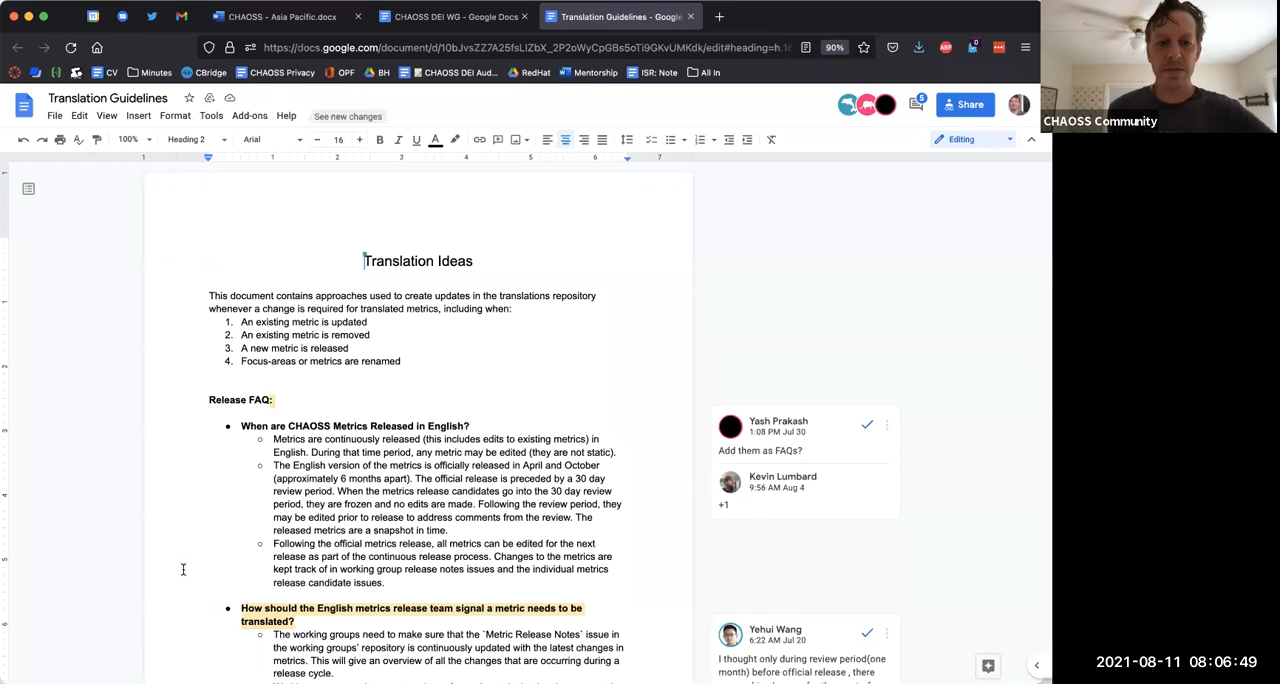 CHAOSS - Asia Pacific.docx
CHAOSS DEI WG - Google Docs
Translation Guidelines - Google
https://docs.google.com/document/d/10bJvsZZ7A25fsLIZbX_2P2oWyCpGBs5oTi9GKvUMKdk/edit#heading=h.1
90%
CV
Minutes
CBridge
CHAOSS Privacy
OPF
BH
CHAOSS DEI Aud...
RedHat
Mentorship
ISR: Note
All In
CHAOSS Community
Translation Guidelines
File Edit View Insert Format Tools Add-ons Help See new changes
5
Share
100% Heading 2 Arial 16 B I U A Editing
1 1 2 3 4 5 6 7
Translation Ideas
This document contains approaches used to create updates in the translations repository
whenever a change is required for translated metrics, including when:
1. An existing metric is updated
2. An existing metric is removed
3. A new metric is released
4. Focus-areas or metrics are renamed
Release FAQ:
● When are CHAOSS Metrics Released in English?
○ Metrics are continuously released (this includes edits to existing metrics) in
English. During that time period, any metric may be edited (they are not static).
○ The English version of the metrics is officially released in April and October
(approximately 6 months apart). The official release is preceded by a 30 day
review period. When the metrics release candidates go into the 30 day review
period, they are frozen and no edits are made. Following the review period, they
may be edited prior to release to address comments from the review. The
released metrics are a snapshot in time.
○ Following the official metrics release, all metrics can be edited for the next
release as part of the continuous release process. Changes to the metrics are
kept track of in working group release notes issues and the individual metrics
release candidate issues.
● How should the English metrics release team signal a metric needs to be
translated?
○ The working groups need to make sure that the `Metric Release Notes` issue in
the working groups' repository is continuously updated with the latest changes in
metrics. This will give an overview of all the changes that are occurring during a
release cycle.
Yash Prakash
1:08 PM Jul 30
Add them as FAQs?
Kevin Lumbard
9:56 AM Aug 4
+1
Yehui Wang
6:22 AM Jul 20
I thought only during review period(one
month) before official release , there
2021-08-11 08:06:49